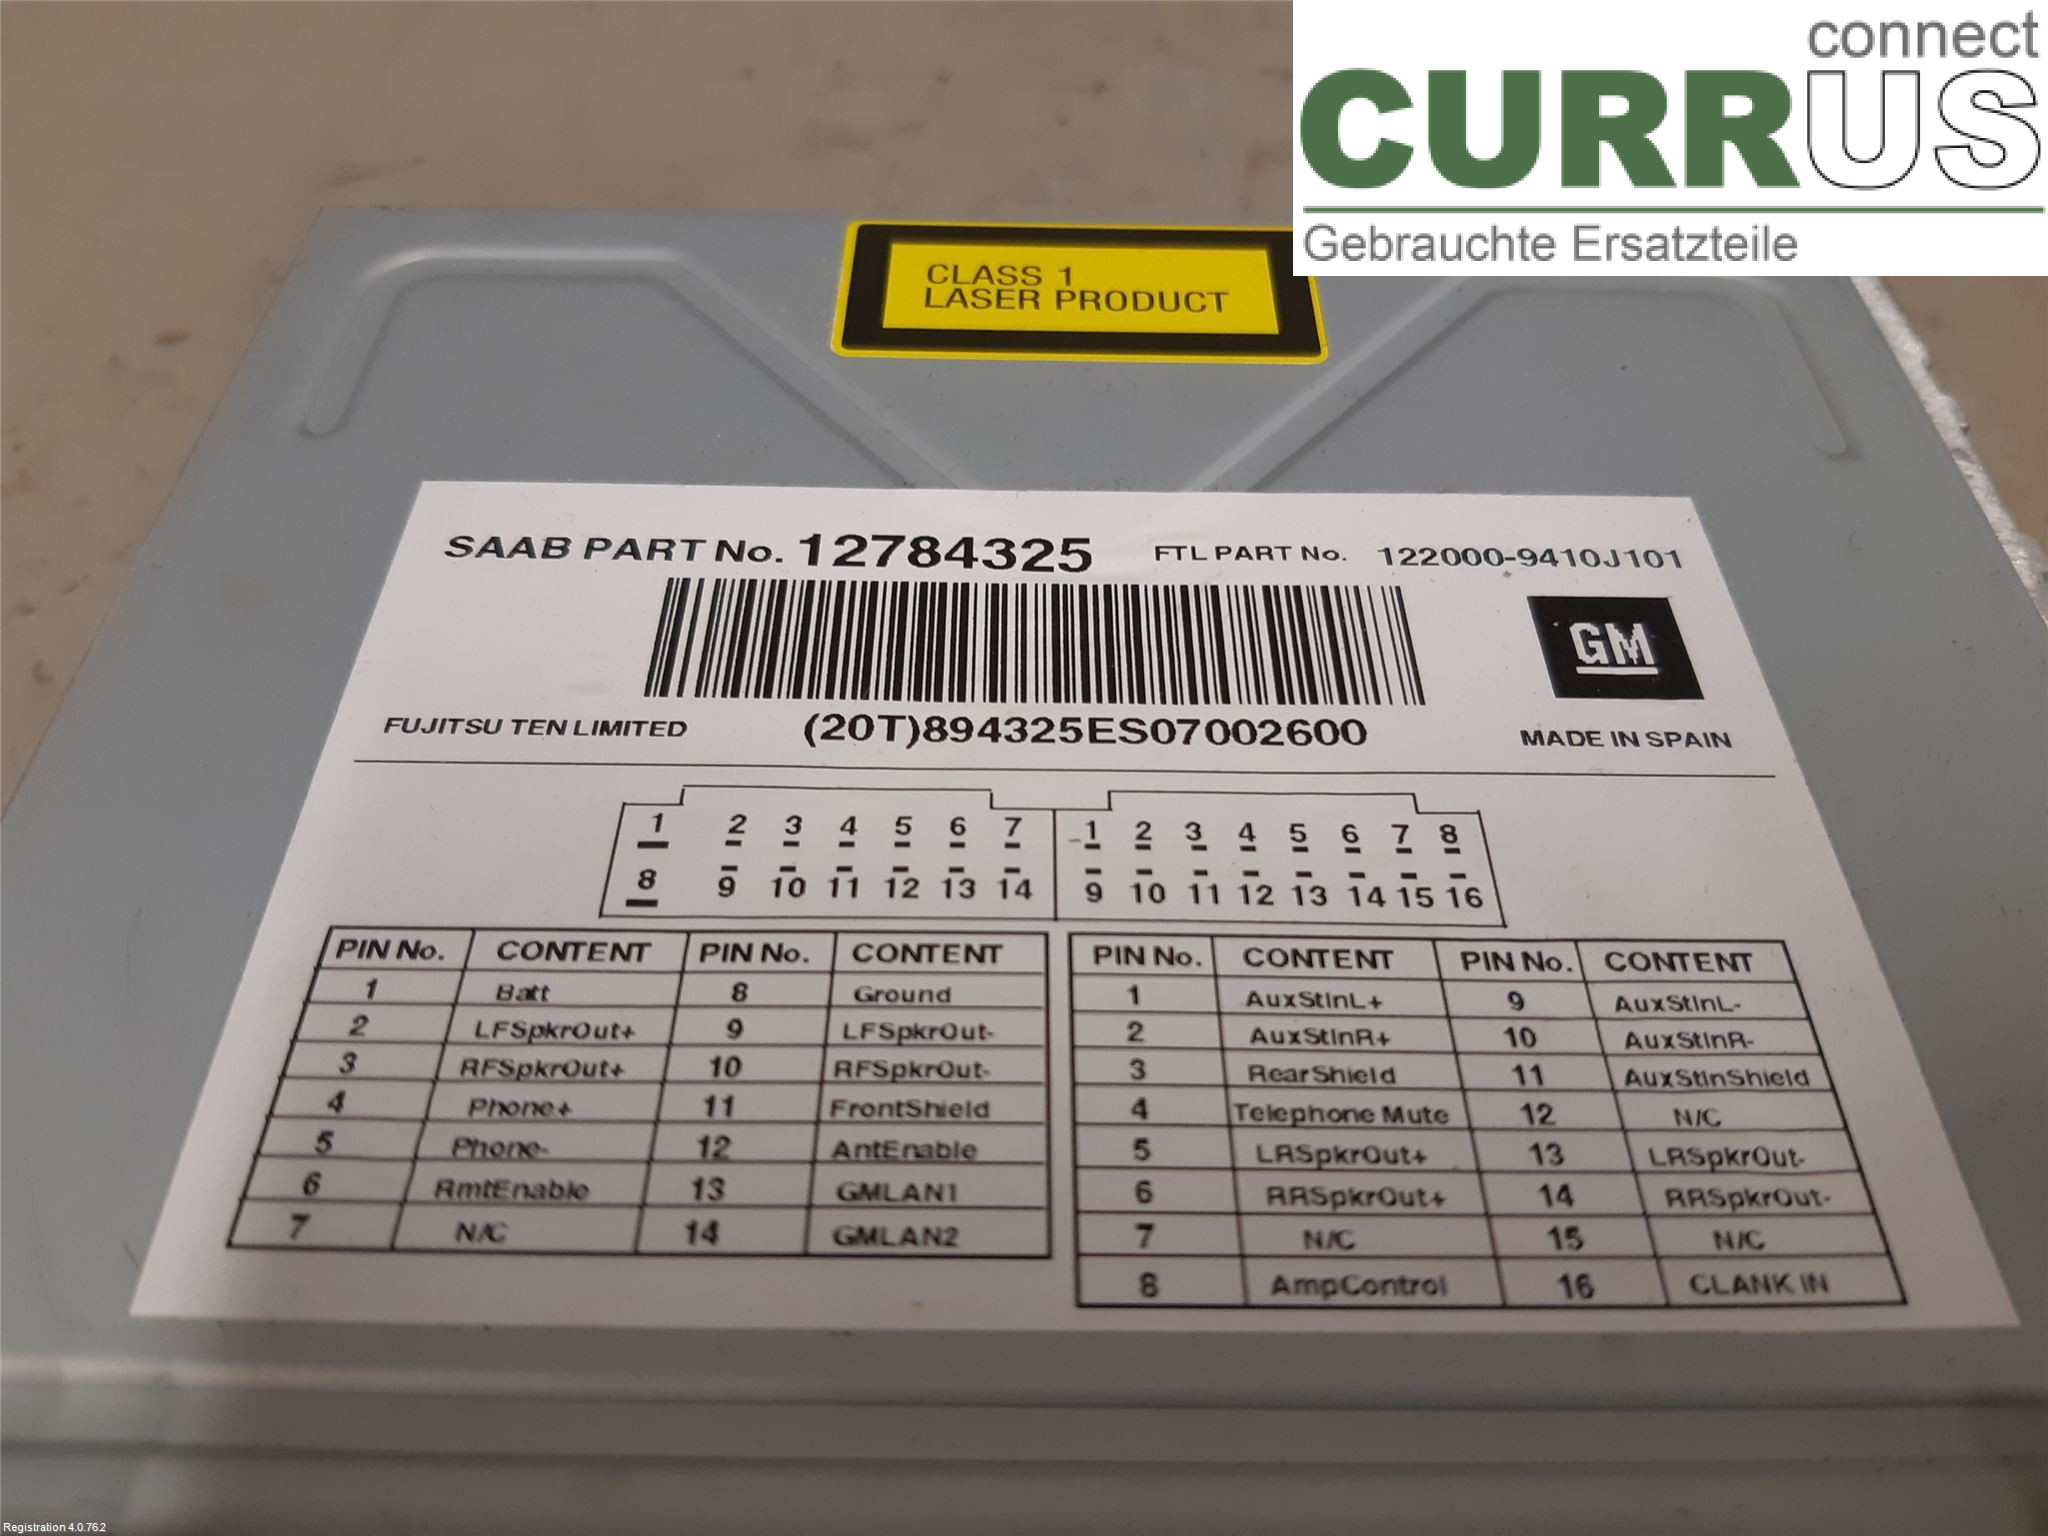 connect
CURRUS
Gebrauchte Ersatzteile
CLASS 1
LASER PRODUCT
SAAB PART No. 12784325 FTL PART No. 122000-9410J101
GM
FUJITSU TEN LIMITED (20T)894325ES07002600 MADE IN SPAIN
1 2 3 4 5 6 7 1 2 3 4 5 6 7 8
8 9 10 11 12 13 14 9 10 11 12 13 14 15 16
PIN No. CONTENT PIN No. CONTENT PIN No. CONTENT PIN No. CONTENT
1 Batt 8 Ground 1 AuxStInL+ 9 AuxStInL-
2 LFSpkrOut+ 9 LFSpkrOut- 2 AuxStInR+ 10 AuxStInR-
3 RFSpkrOut+ 10 RFSpkrOut- 3 RearShield 11 AuxStInShield
4 Phone+ 11 FrontShield 4 Telephone Mute 12 N/C
5 Phone- 12 AntEnable 5 LRSpkrOut+ 13 LRSpkrOut-
6 RmtEnable 13 GMLAN1 6 RRSpkrOut+ 14 RRSpkrOut-
7 N/C 14 GMLAN2 7 N/C 15 N/C
8 AmpControl 16 CLANK IN
Registration 4.0.76.2